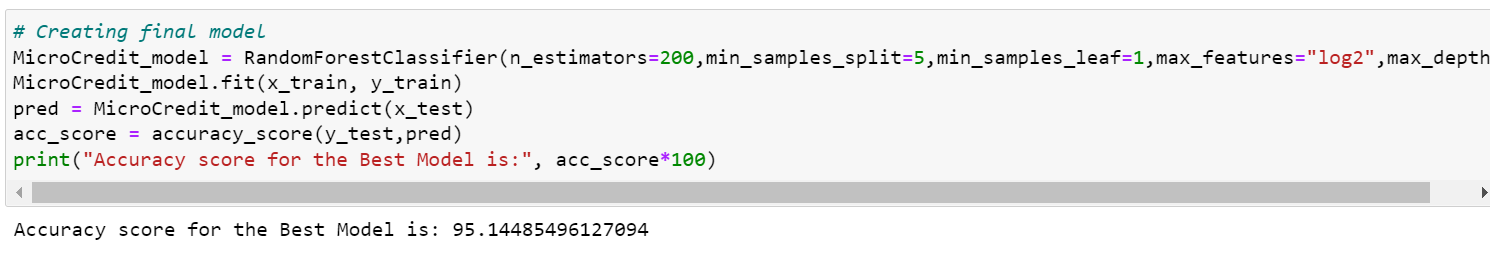 # Creating final model
MicroCredit_model = RandomForestClassifier(n_estimators=200,min_samples_split=5,min_samples_leaf=1,max_features="log2",max_depth
MicroCredit_model.fit(x_train, y_train)
pred = MicroCredit_model.predict(x_test)
acc_score = accuracy_score(y_test,pred)
print("Accuracy score for the Best Model is:", acc_score*100)
Accuracy score for the Best Model is: 95.14485496127094